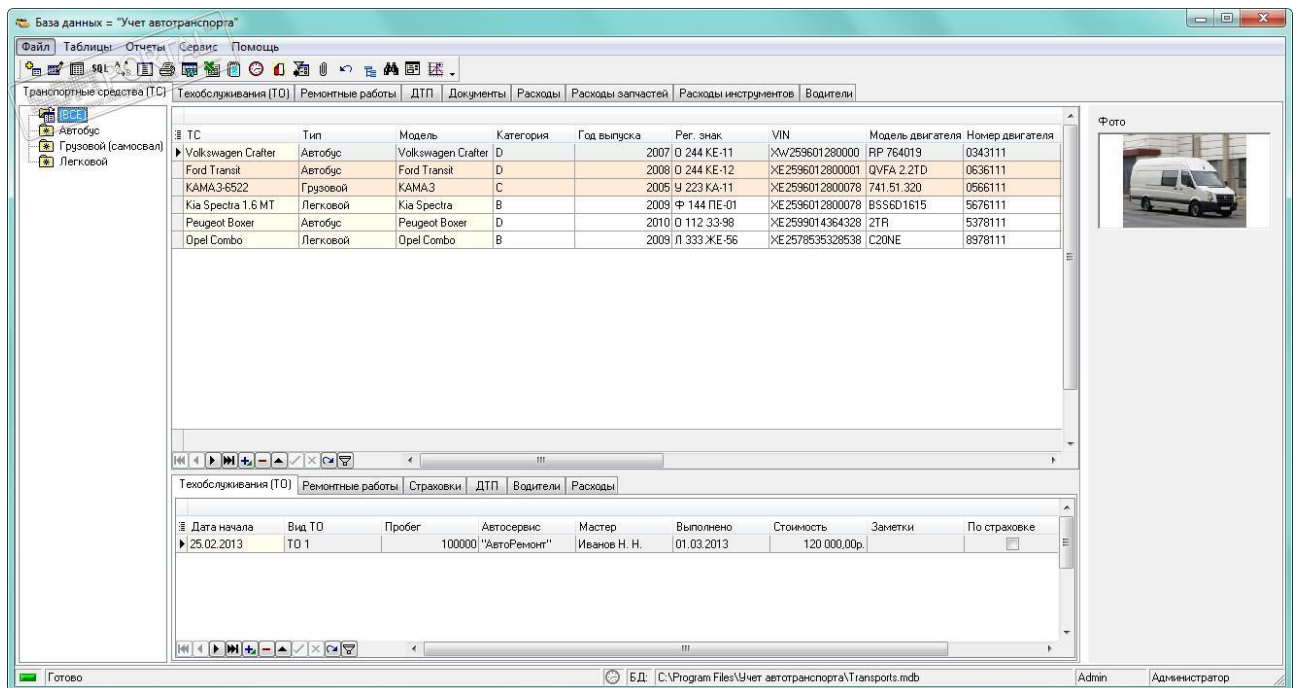 База данных = "Учет автотранспорта"
Файл Таблицы Отчеты Сервис Помощь
SQL
Транспортные средства (ТС) Техобслуживания (ТО) Ремонтные работы ДТП Документы Расходы Расходы запчастей Расходы инструментов Водители
[ВСЕ]
Автобус
Грузовой (самосвал)
Легковой
ТС Тип Модель Категория Год выпуска Рег. знак VIN Модель двигателя Номер двигателя
Volkswagen Crafter Автобус Volkswagen Crafter D 2007 О 244 КЕ-11 XW259601280000 RP 764019 0343111
Ford Transit Автобус Ford Transit D 2008 О 244 КЕ-12 XE2596012800001 QVFA 2.2TD 0636111
КАМАЗ-6522 Грузовой КАМАЗ C 2005 У 223 КА-11 XE2596012800078 741.51.320 0566111
Kia Spectra 1.6 MT Легковой Kia Spectra B 2009 Ф 144 ПЕ-01 XE2596012800078 BSS6D1615 5676111
Peugeot Boxer Автобус Peugeot Boxer D 2010 О 112 ЗЗ-98 XE2599014364328 2TR 5378111
Opel Combo Легковой Opel Combo B 2009 Л 333 ЖЕ-56 XE2578535328538 C20NE 8978111
Фото
Техобслуживания (ТО) Ремонтные работы Страховки ДТП Водители Расходы
Дата начала Вид ТО Пробег Автосервис Мастер Выполнено Стоимость Заметки По страховке
25.02.2013 ТО 1 100000 "АвтоРемонт" Иванов Н. Н. 01.03.2013 120 000,00р.
Готово БД: C:\Program Files\Учет автотранспорта\Transports.mdb Admin Администратор